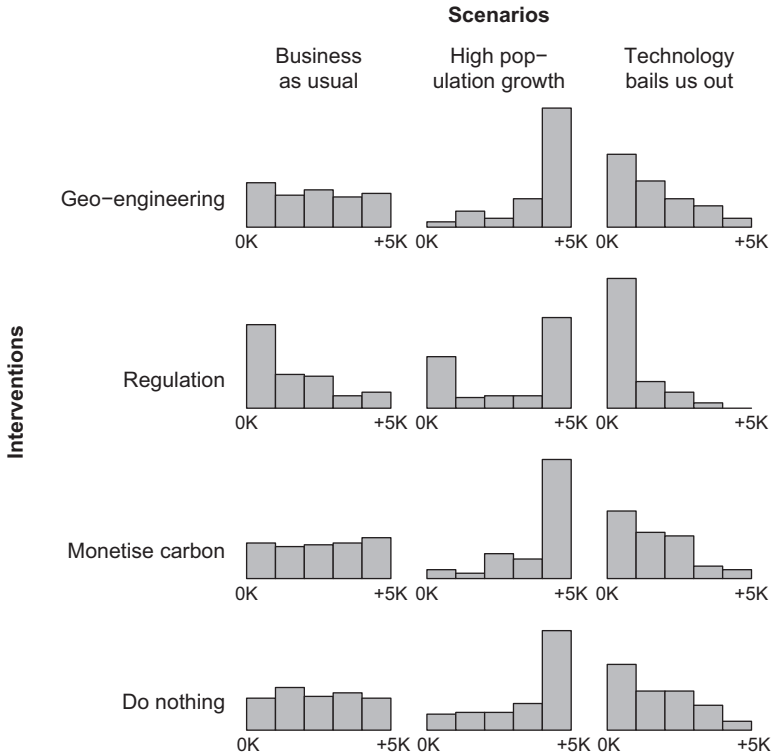 Scenarios
Business
as usual
High pop−
ulation growth
Technology
bails us out
Interventions
Geo−engineering
0K +5K 0K +5K 0K +5K
Regulation
0K +5K 0K +5K 0K +5K
Monetise carbon
0K +5K 0K +5K 0K +5K
Do nothing
0K +5K 0K +5K 0K +5K